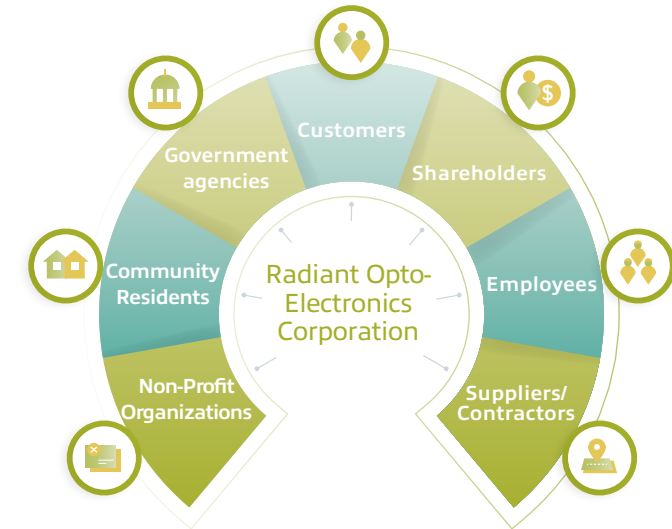 Customers
Government
agencies
Shareholders
Community
Residents
Radiant Opto-
Electronics
Corporation
Employees
Non-Profit
Organizations
Suppliers/
Contractors
$